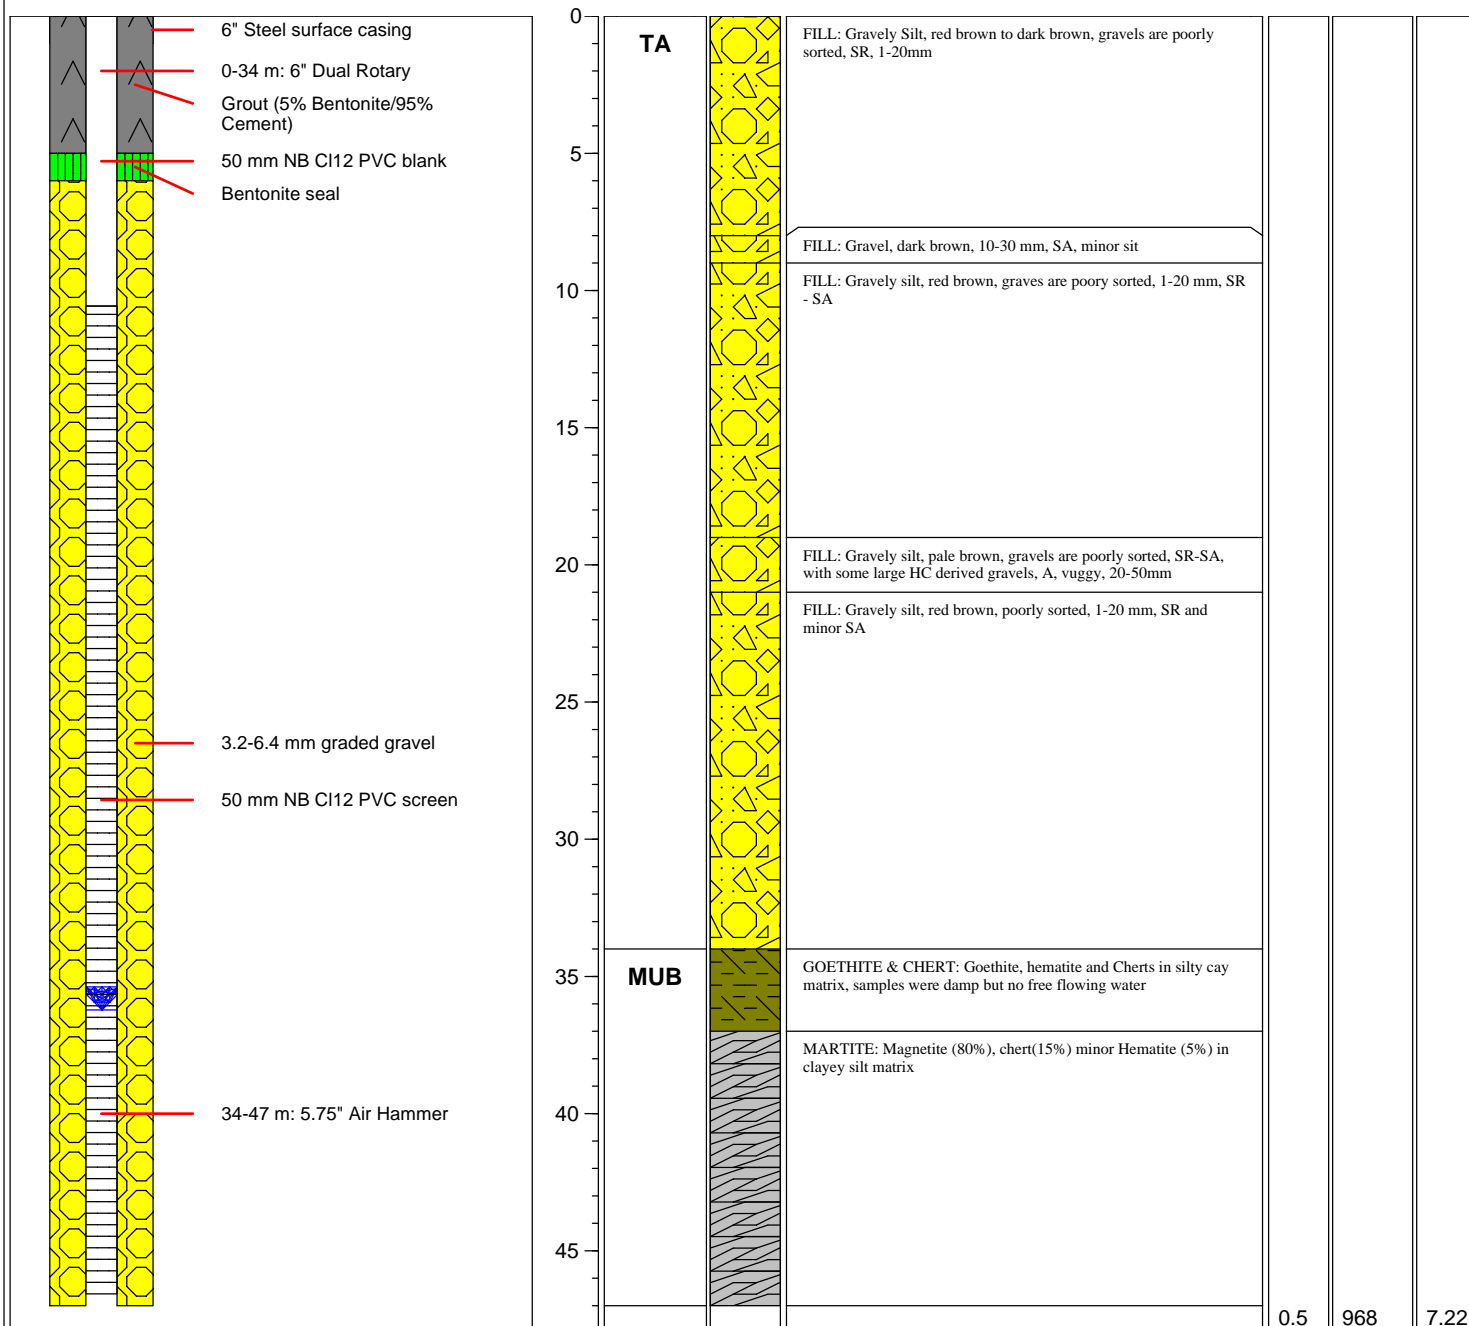 6" Steel surface casing
0-34 m: 6" Dual Rotary
Grout (5% Bentonite/95%
Cement)
50 mm NB Cl12 PVC blank
Bentonite seal
3.2-6.4 mm graded gravel
50 mm NB Cl12 PVC screen
34-47 m: 5.75" Air Hammer
0
5
10
15
20
25
30
35
40
45
TA
MUB
FILL: Gravely Silt, red brown to dark brown, gravels are poorly
sorted, SR, 1-20mm
FILL: Gravel, dark brown, 10-30 mm, SA, minor sit
FILL: Gravely silt, red brown, graves are poory sorted, 1-20 mm, SR
- SA
FILL: Gravely silt, pale brown, gravels are poorly sorted, SR-SA,
with some large HC derived gravels, A, vuggy, 20-50mm
FILL: Gravely silt, red brown, poorly sorted, 1-20 mm, SR and
minor SA
GOETHITE & CHERT: Goethite, hematite and Cherts in silty cay
matrix, samples were damp but no free flowing water
MARTITE: Magnetite (80%), chert(15%) minor Hematite (5%) in
clayey silt matrix
0.5
968
7.22